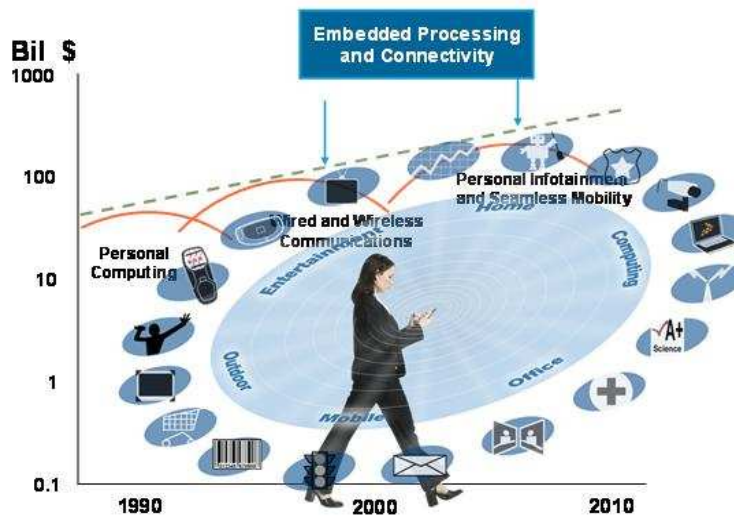 Embedded Processing
and Connectivity
Bil $
1000
100
10
1
0.1
Personal
Computing
Wired and Wireless
Communications
Personal Infotainment
and Seamless Mobility
Home
Entertainment
Computing
Outdoor
Office
Mobile
A+
Science
1990
2000
2010